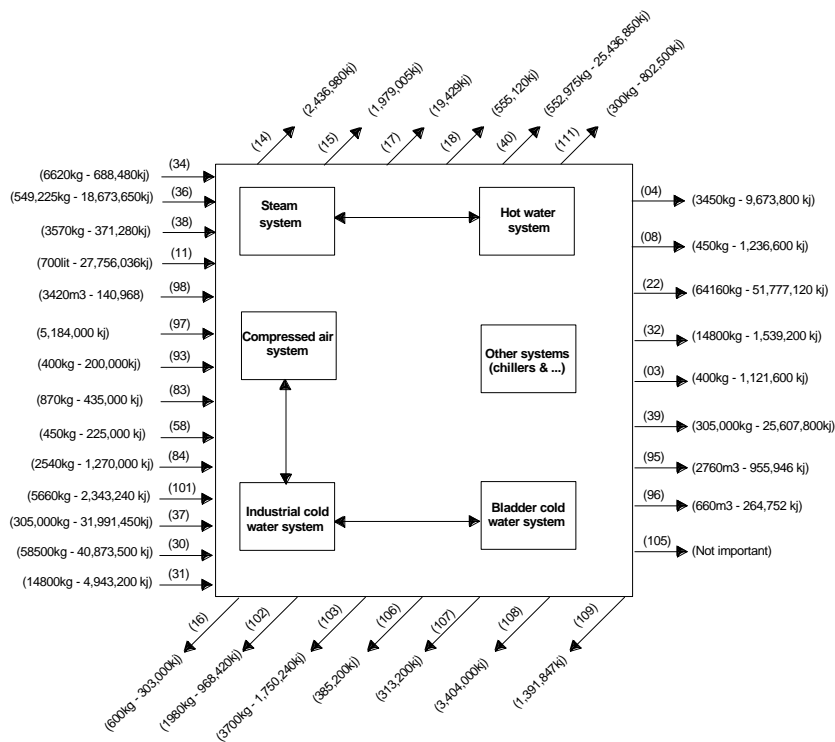 (14)
(2,436,980kj)
(15)
(1,979,005kj)
(17)
(19,429kj)
(18)
(555,120kj)
(40)
(552,975kg - 25,436,850kj)
(111)
(300kg - 802,500kj)
(6620kg - 688,480kj) (34)
(549,225kg - 18,673,650kj) (36)
(3570kg - 371,280kj) (38)
(700lit - 27,756,036kj) (11)
(3420m3 - 140,968) (98)
(5,184,000 kj) (97)
(400kg - 200,000kj) (93)
(870kg - 435,000 kj) (83)
(450kg - 225,000 kj) (58)
(2540kg - 1,270,000 kj) (84)
(5660kg - 2,343,240 kj) (101)
(305,000kg - 31,991,450kj) (37)
(58500kg - 40,873,500 kj) (30)
(14800kg - 4,943,200 kj) (31)
Steam
system
Hot water
system
Compressed air
system
Other systems
(chillers & ...)
Industrial cold
water system
Bladder cold
water system
(04) (3450kg - 9,673,800 kj)
(08) (450kg - 1,236,600 kj)
(22) (64160kg - 51,777,120 kj)
(32) (14800kg - 1,539,200 kj)
(03) (400kg - 1,121,600 kj)
(39) (305,000kg - 25,607,800kj)
(95) (2760m3 - 955,946 kj)
(96) (660m3 - 264,752 kj)
(105) (Not important)
(16)
(600kg - 303,000kj)
(102)
(1980kg - 968,420kj)
(103)
(3700kg - 1,750,240kj)
(106)
(385,200kj)
(107)
(313,200kj)
(108)
(3,404,000kj)
(109)
(1,391,847kj)